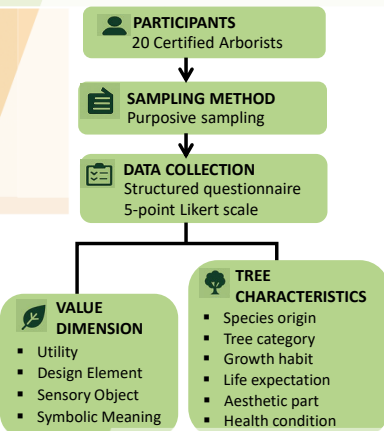 PARTICIPANTS
20 Certified Arborists
SAMPLING METHOD
Purposive sampling
DATA COLLECTION
Structured questionnaire
5-point Likert scale
VALUE
DIMENSION
▪ Utility
▪ Design Element
▪ Sensory Object
▪ Symbolic Meaning
TREE
CHARACTERISTICS
▪ Species origin
▪ Tree category
▪ Growth habit
▪ Life expectation
▪ Aesthetic part
▪ Health condition